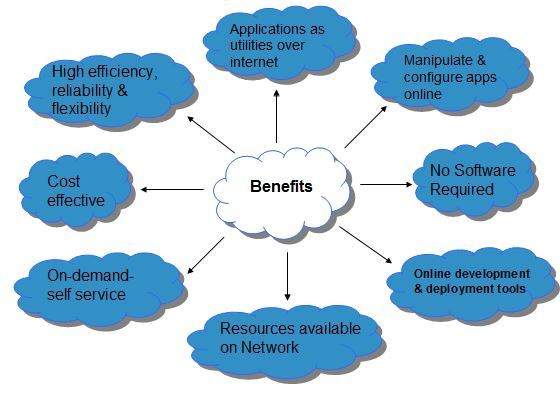 Applications as
utilities over
internet
High efficiency,
reliability &
flexibility
Manipulate &
configure apps
online
Cost
effective
Benefits
No Software
Required
On-demand-
self service
Online development
& deployment tools
Resources available
on Network